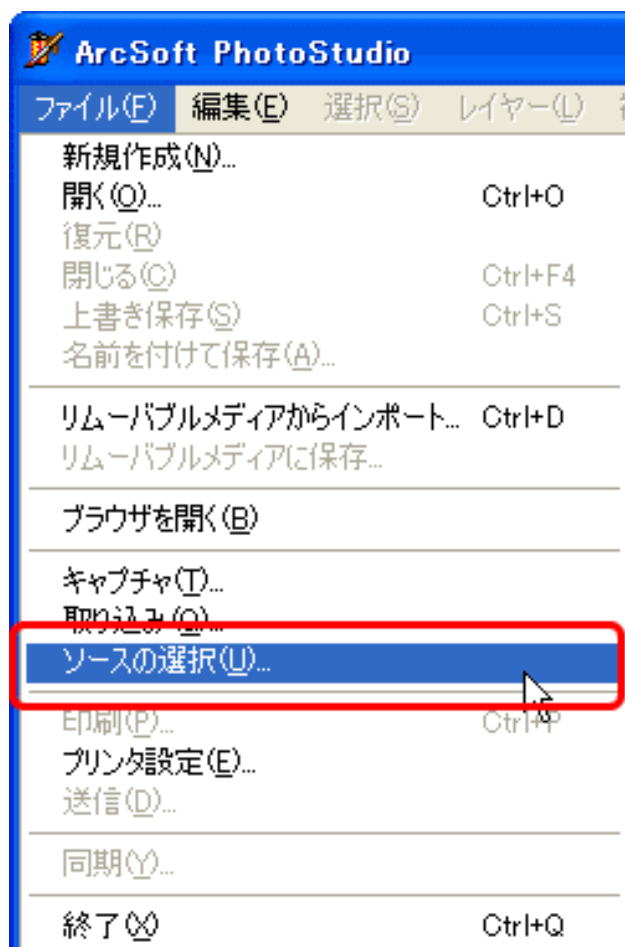 ArcSoft PhotoStudio
ファイル(F) 編集(E) 選択(S) レイヤー(L)
新規作成(N)...
開く(O)... Ctrl+O
復元(R)
閉じる(C) Ctrl+F4
上書き保存(S) Ctrl+S
名前を付けて保存(A)...
リムーバブルメディアからインポート... Ctrl+D
リムーバブルメディアに保存...
ブラウザを開く(B)
キャプチャ(T)...
取り込み(Q)...
ソースの選択(U)...
印刷(P)... Ctrl+P
プリンタ設定(E)...
送信(D)...
同期(Y)...
終了(X) Ctrl+Q